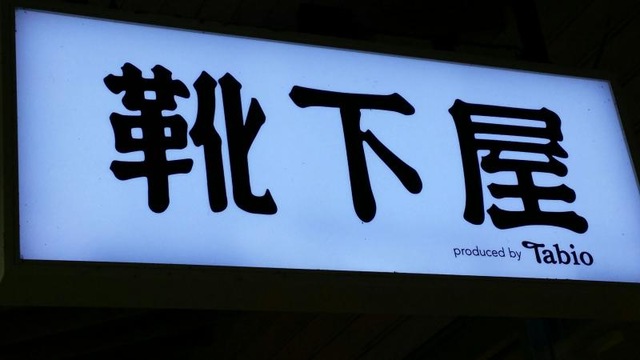 靴下屋
produced by Tabio